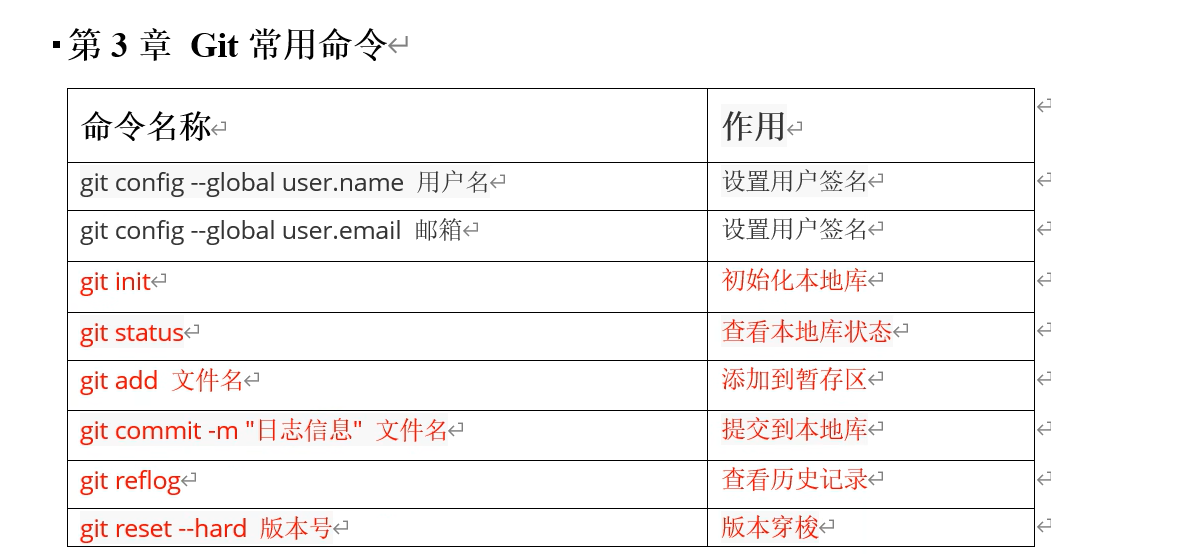 第 3 章 Git 常用命令
命令名称 作用
git config --global user.name 用户名 设置用户签名
git config --global user.email 邮箱 设置用户签名
git init 初始化本地库
git status 查看本地库状态
git add 文件名 添加到暂存区
git commit -m "日志信息" 文件名 提交到本地库
git reflog 查看历史记录
git reset --hard 版本号 版本穿梭